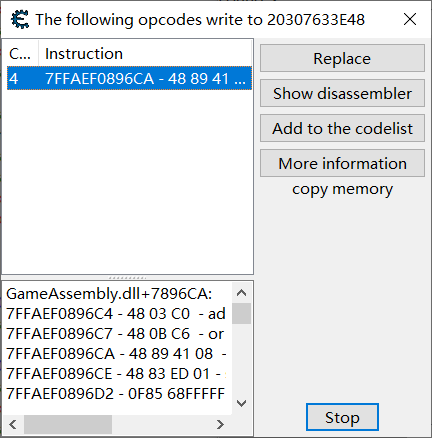 The following opcodes write to 20307633E48
C... Instruction
4 7FFAEF0896CA - 48 89 41 ...
Replace
Show disassembler
Add to the codelist
More information
copy memory
GameAssembly.dll+7896CA:
7FFAEF0896C4 - 48 03 C0 - ad
7FFAEF0896C7 - 48 0B C6 - or
7FFAEF0896CA - 48 89 41 08 -
7FFAEF0896CE - 48 83 ED 01 -
7FFAEF0896D2 - 0F85 68FFFFF
Stop